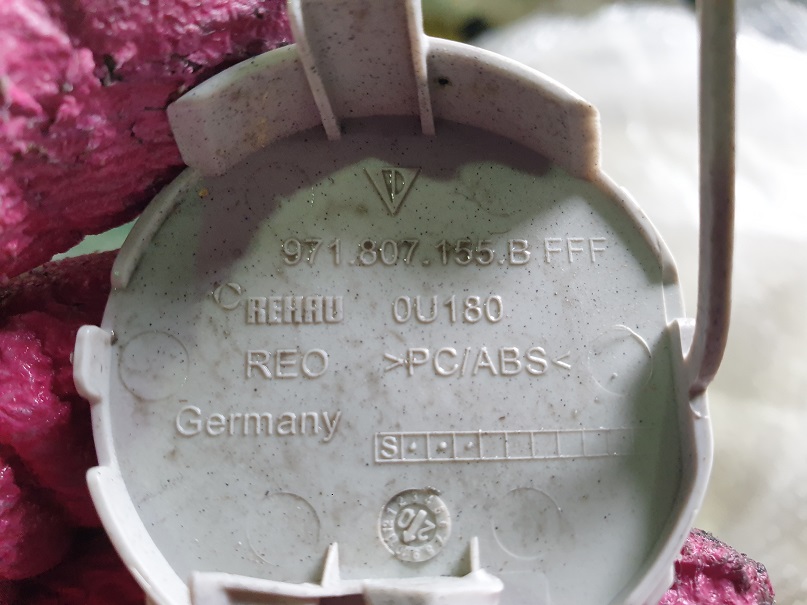 971.807.155.B FFF
REHAU 0U180
REO >PC/ABS<
Germany
S